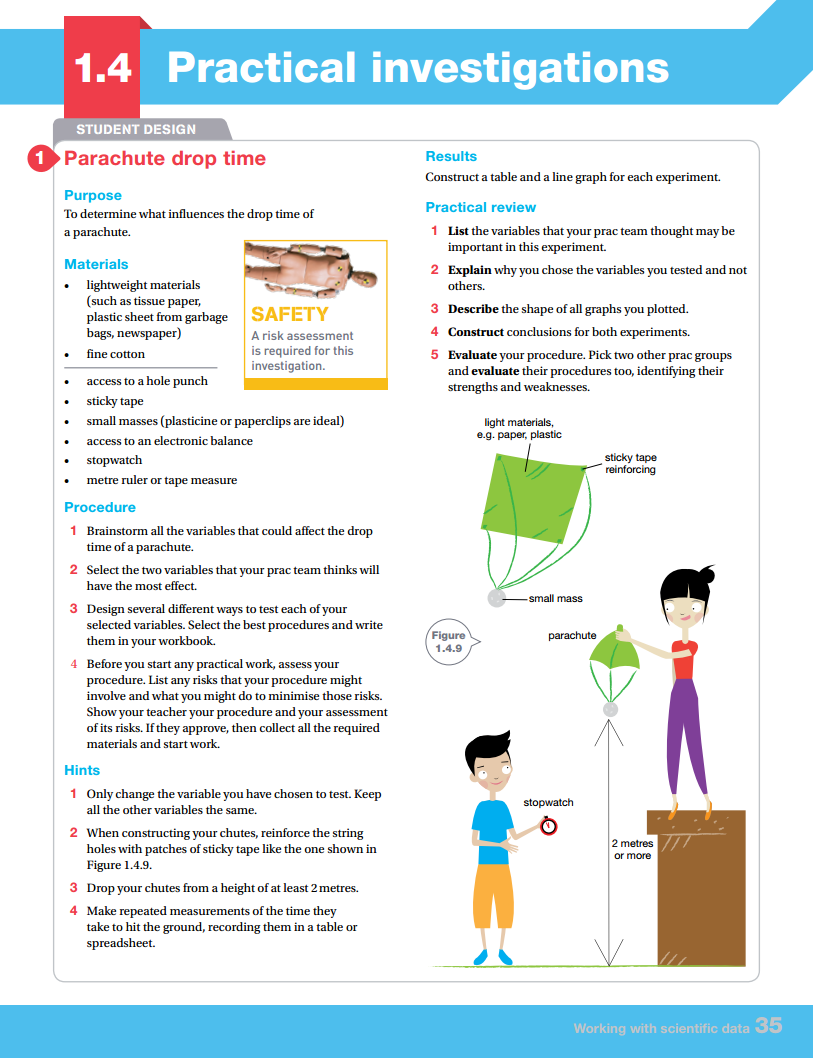 1.4 Practical investigations
STUDENT DESIGN
1 Parachute drop time
Purpose
To determine what influences the drop time of
a parachute.
Materials
• lightweight materials
(such as tissue paper,
plastic sheet from garbage
bags, newspaper)
• fine cotton
• access to a hole punch
• sticky tape
• small masses (plasticine or paperclips are ideal)
• access to an electronic balance
• stopwatch
• metre ruler or tape measure
SAFETY
A risk assessment
is required for this
investigation.
Procedure
1 Brainstorm all the variables that could affect the drop
time of a parachute.
2 Select the two variables that your prac team thinks will
have the most effect.
3 Design several different ways to test each of your
selected variables. Select the best procedures and write
them in your workbook.
4 Before you start any practical work, assess your
procedure. List any risks that your procedure might
involve and what you might do to minimise those risks.
Show your teacher your procedure and your assessment
of its risks. If they approve, then collect all the required
materials and start work.
Hints
1 Only change the variable you have chosen to test. Keep
all the other variables the same.
2 When constructing your chutes, reinforce the string
holes with patches of sticky tape like the one shown in
Figure 1.4.9.
3 Drop your chutes from a height of at least 2 metres.
4 Make repeated measurements of the time they
take to hit the ground, recording them in a table or
spreadsheet.
Results
Construct a table and a line graph for each experiment.
Practical review
1 List the variables that your prac team thought may be
important in this experiment.
2 Explain why you chose the variables you tested and not
others.
3 Describe the shape of all graphs you plotted.
4 Construct conclusions for both experiments.
5 Evaluate your procedure. Pick two other prac groups
and evaluate their procedures too, identifying their
strengths and weaknesses.
light materials,
e.g. paper, plastic
sticky tape
reinforcing
small mass
Figure
1.4.9
parachute
stopwatch
2 metres
or more
Working with scientific data 35